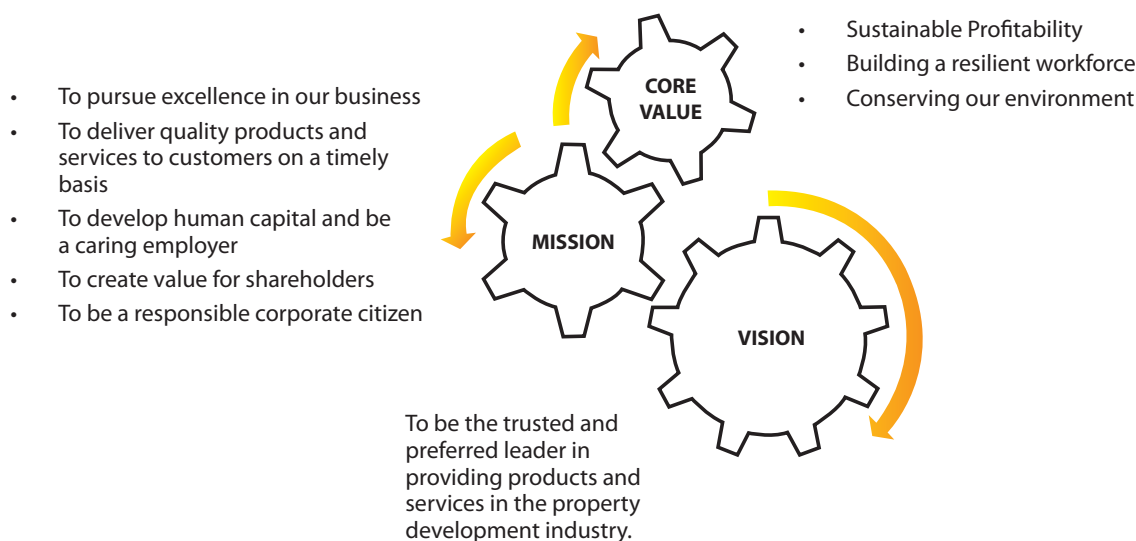 • Sustainable Profitability
• Building a resilient workforce
• Conserving our environment
CORE
VALUE
• To pursue excellence in our business
• To deliver quality products and
services to customers on a timely
basis
• To develop human capital and be
a caring employer
• To create value for shareholders
• To be a responsible corporate citizen
MISSION
VISION
To be the trusted and
preferred leader in
providing products and
services in the property
development industry.